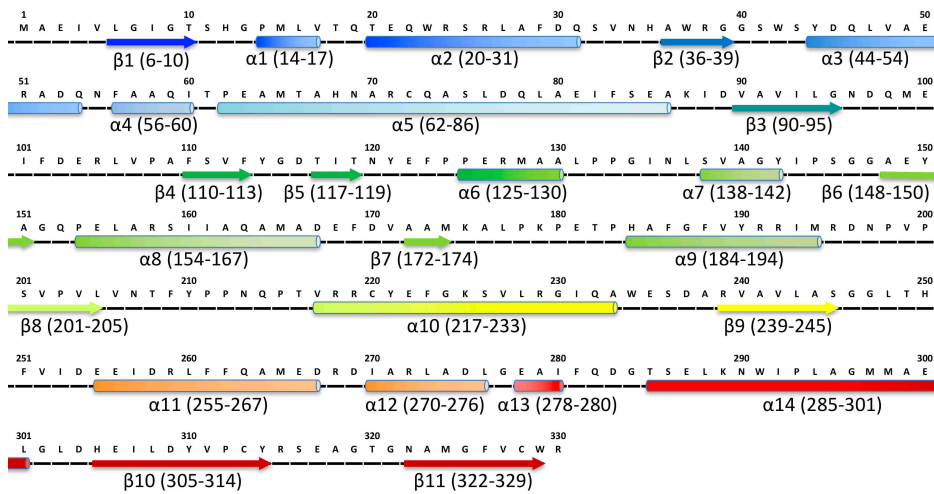 1 10 20 30 40 50
M A E I V L G I G T S H G P M L V T Q T E Q W R S R L A F D Q S V N H A W R G G S W S Y D Q L V A E
β1 (6-10) α1 (14-17) α2 (20-31) β2 (36-39) α3 (44-54)
51 60 70 80 90 100
R A D Q N F A A Q I T P E A M T A H N A R C Q A S L D Q L A E I F S E A K I D V A V I L G N D Q M E
α4 (56-60) α5 (62-86) β3 (90-95)
101 110 120 130 140 150
I F D E R L V P A F S V F Y G D T I T N Y E F P P E R M A A L P P G I N L S V A G Y I P S G G A E Y
β4 (110-113) β5 (117-119) α6 (125-130) α7 (138-142) β6 (148-150)
151 160 170 180 190 200
A G Q P E L A R S I I A Q A M A D E F D V A A M K A L P K P E T P H A F G F V Y R R I M R D N P V P
α8 (154-167) β7 (172-174) α9 (184-194)
201 210 220 230 240 250
S V P V L V N T F Y P P N Q P T V R R C Y E F G K S V L R G I Q A W E S D A R V A V L A S G G L T H
β8 (201-205) α10 (217-233) β9 (239-245)
251 260 270 280 290 300
F V I D E E I D R L F F Q A M E D R D I A R L A D L G E A I F G D G T S E L K N W I P L A G M M A E
α11 (255-267) α12 (270-276) α13 (278-280) α14 (285-301)
301 310 320 330
L G L D H E I L D Y V P C Y R S E A G T G N A M G F V C W R
β10 (305-314) β11 (322-329)